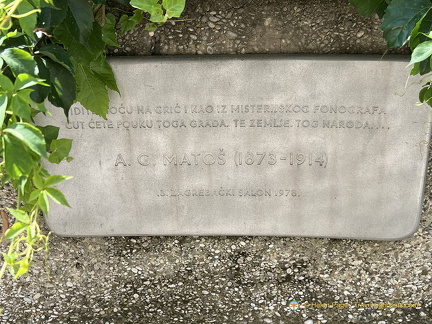 NOĆU NA GRIČ I KAO IZ MISTERIJSKOG FONOGRAFA
ČUT ĆETE POUKU TOGA GRADA, TE ZEMLJE, TOG NARODA...
A. G. MATOŠ (1873-1914)
13. ZAGREBAČKI SALON 1978.